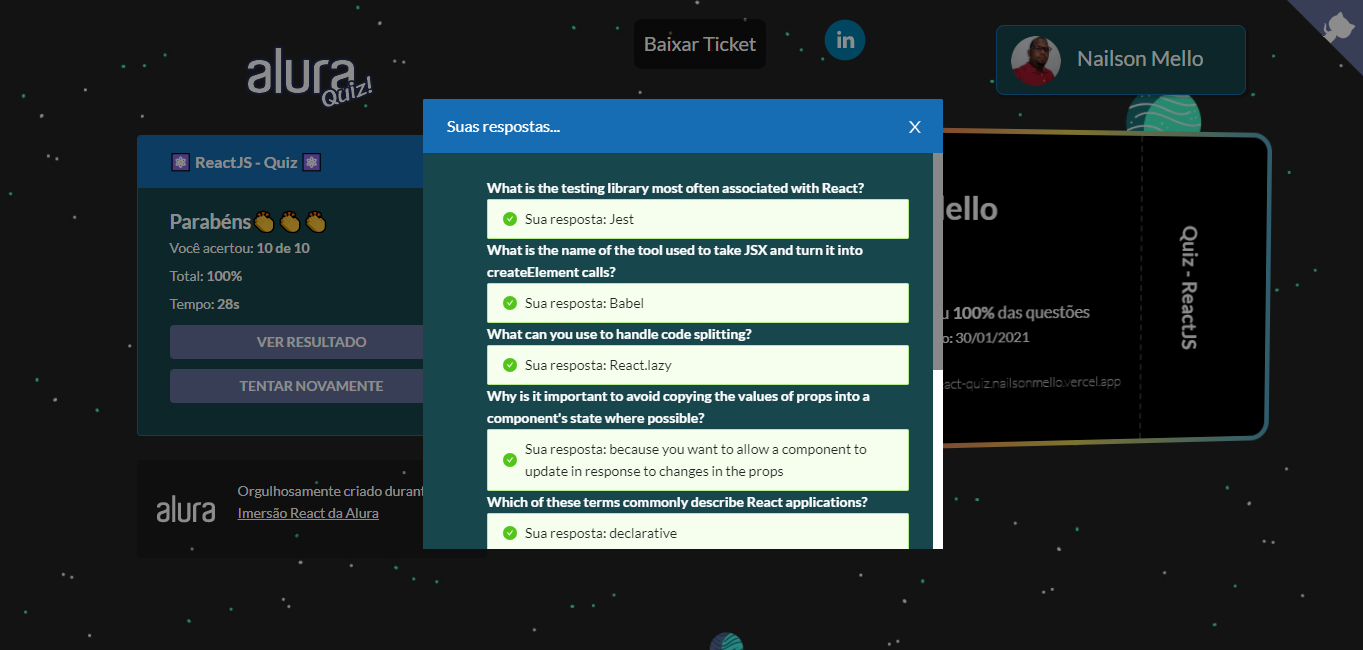 alura
Quiz!
Baixar Ticket
in
Nailson Mello
ReactJS - Quiz
Parabéns
Você acertou: 10 de 10
Total: 100%
Tempo: 28s
VER RESULTADO
TENTAR NOVAMENTE
alura
Orgulhosamente criado durant
Imersão React da Alura
Suas respostas...
X
What is the testing library most often associated with React?
Sua resposta: Jest
What is the name of the tool used to take JSX and turn it into
createElement calls?
Sua resposta: Babel
What can you use to handle code splitting?
Sua resposta: React.lazy
Why is it important to avoid copying the values of props into a
component's state where possible?
Sua resposta: because you want to allow a component to
update in response to changes in the props
Which of these terms commonly describe React applications?
Sua resposta: declarative
ello
u 100% das questões
o: 30/01/2021
act-quiz.nailsonmello.vercel.app
Quiz - ReactJS